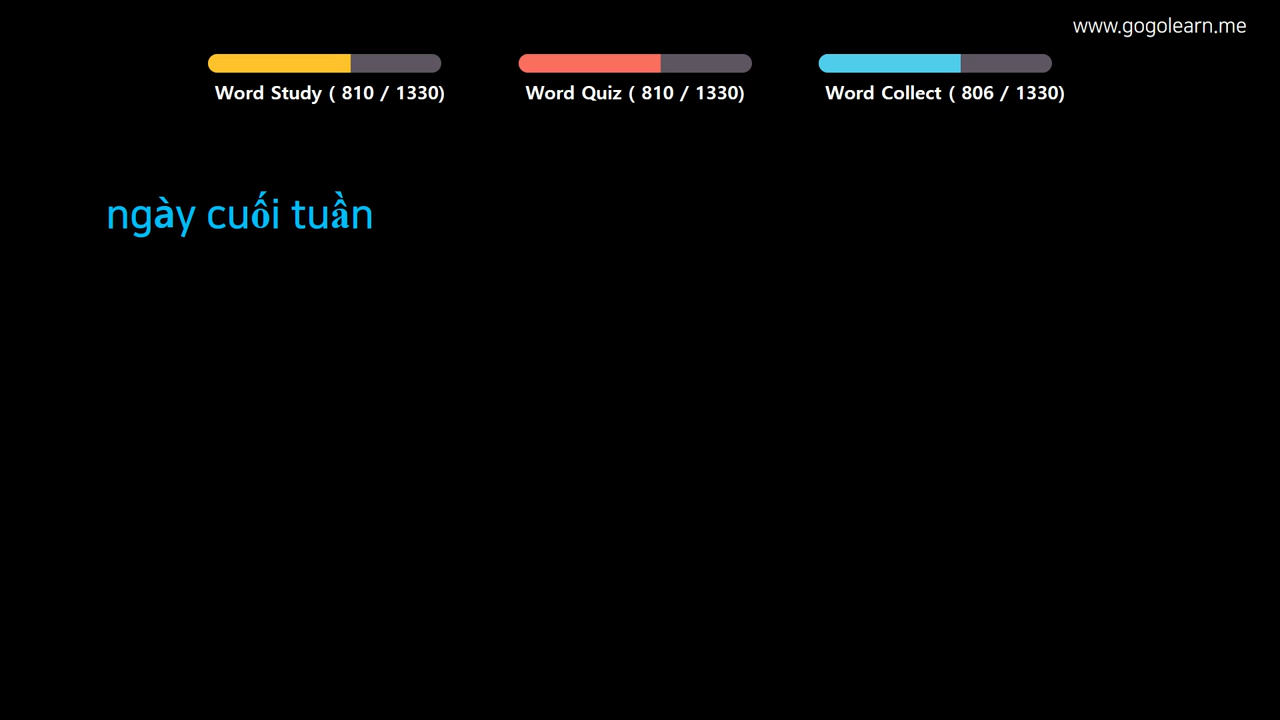 www.gogolearn.me
Word Study ( 810 / 1330)
Word Quiz ( 810 / 1330)
Word Collect ( 806 / 1330)
ngày cuối tuần